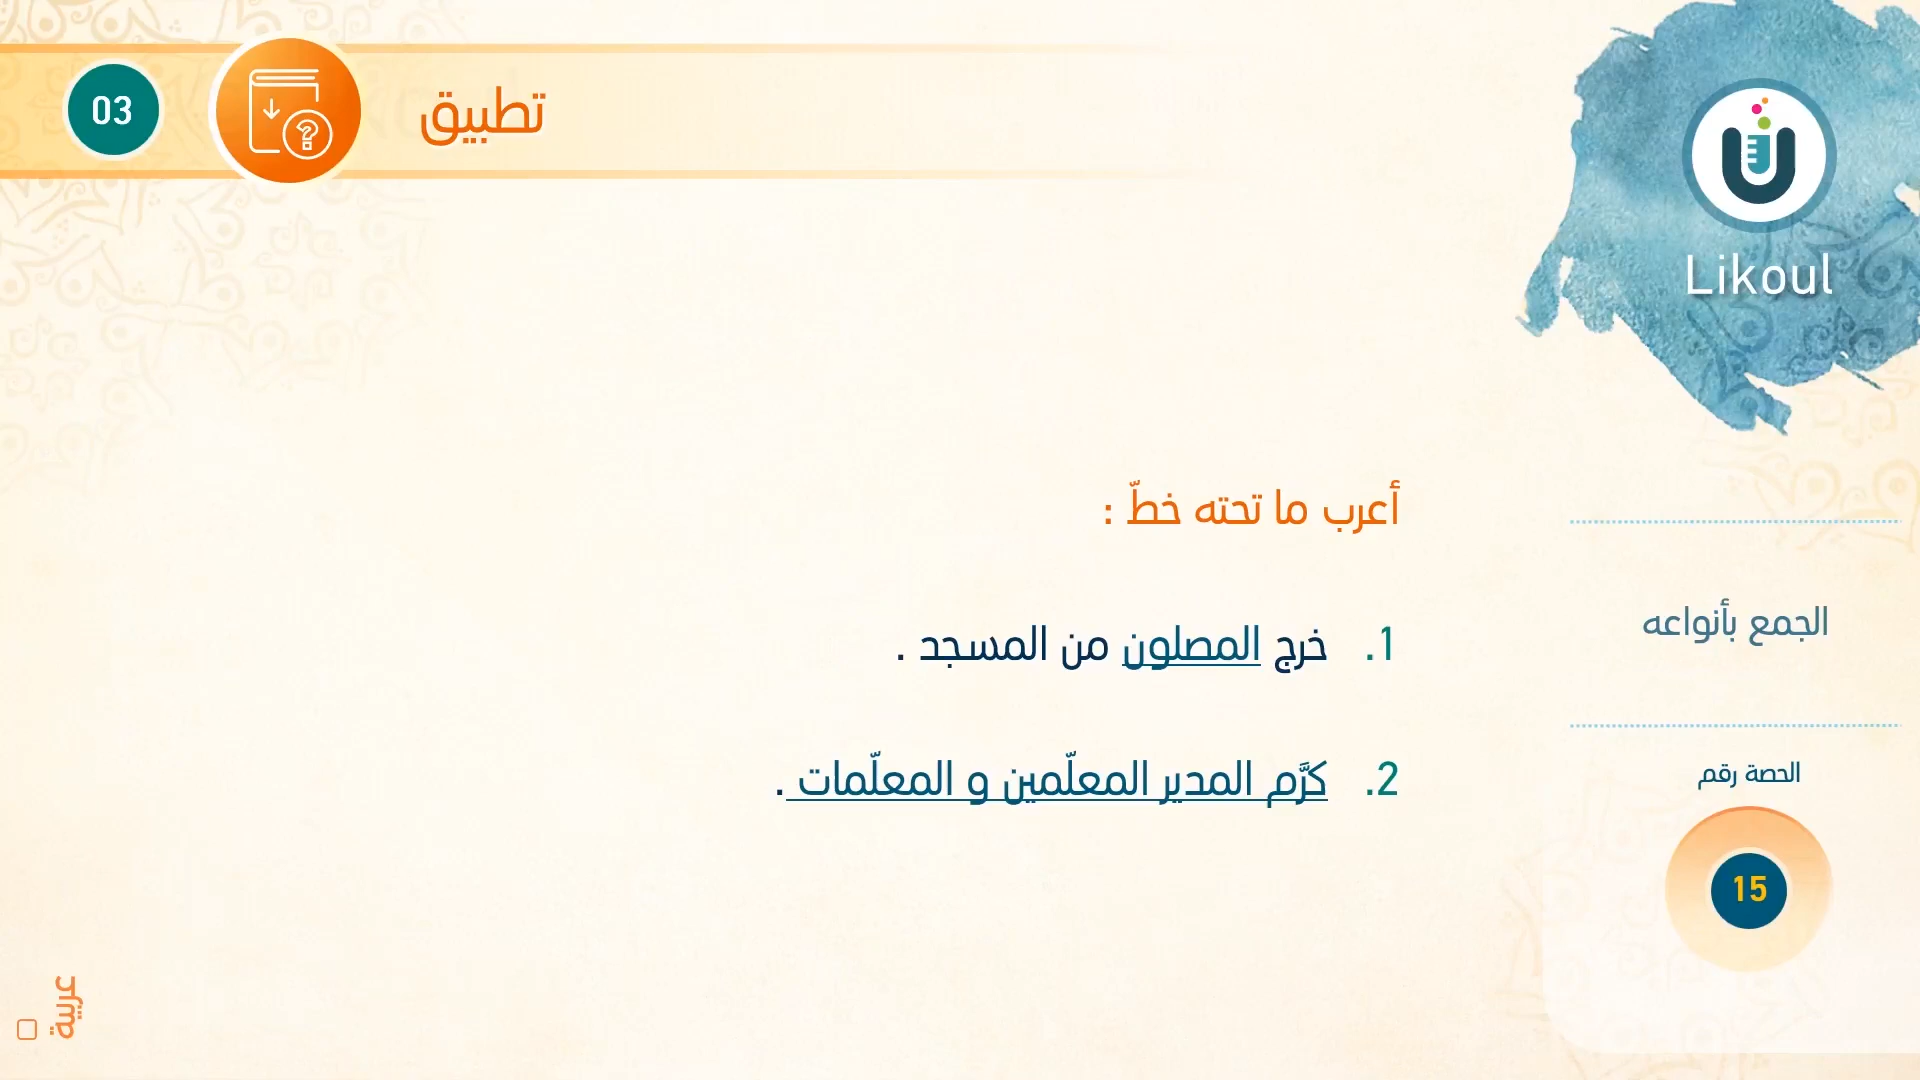 03
تطبيق
Likoul
أعرب ما تحته خطّ :
1. خرج المصلون من المسجد .
2. كرَّم المدير المعلّمين و المعلّمات .
الجمع بأنواعه
الحصة رقم
15
عربية